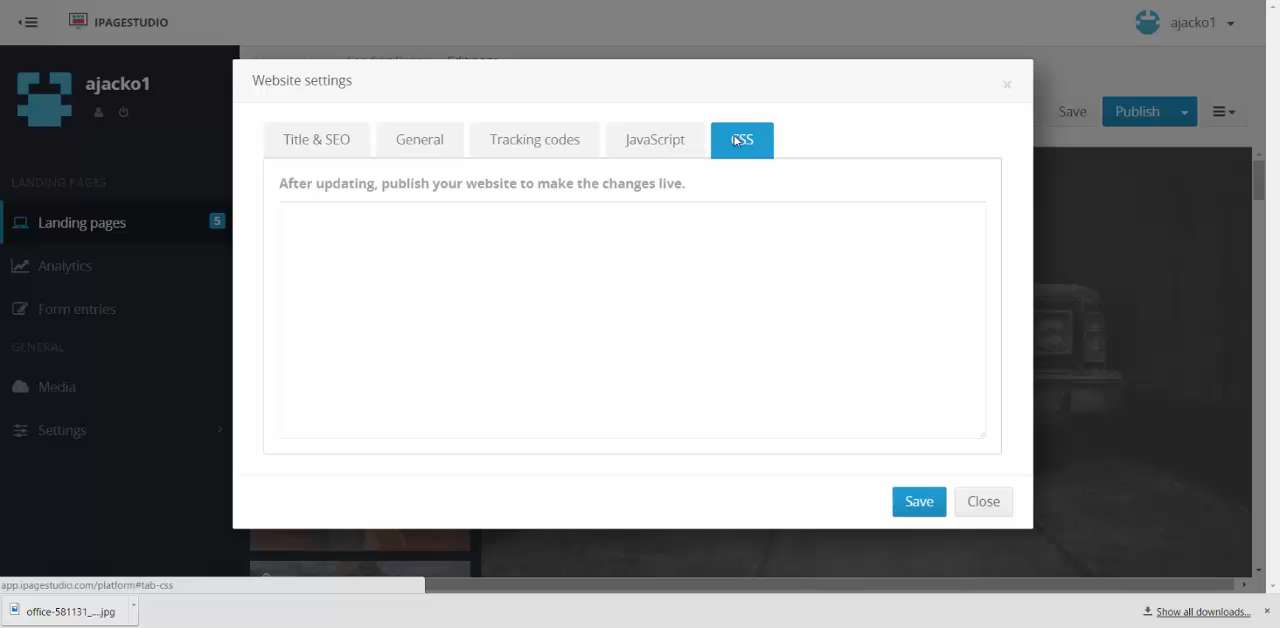 IPAGESTUDIO
ajacko1
ajacko1
Website settings
×
Save
Publish
Title & SEO
General
Tracking codes
JavaScript
CSS
LANDING PAGES
After updating, publish your website to make the changes live.
Landing pages
5
Analytics
Form entries
GENERAL
Media
Settings
Save
Close
app.ipagestudio.com/platform#tab-css
office-581131_....jpg
Show all downloads...
×